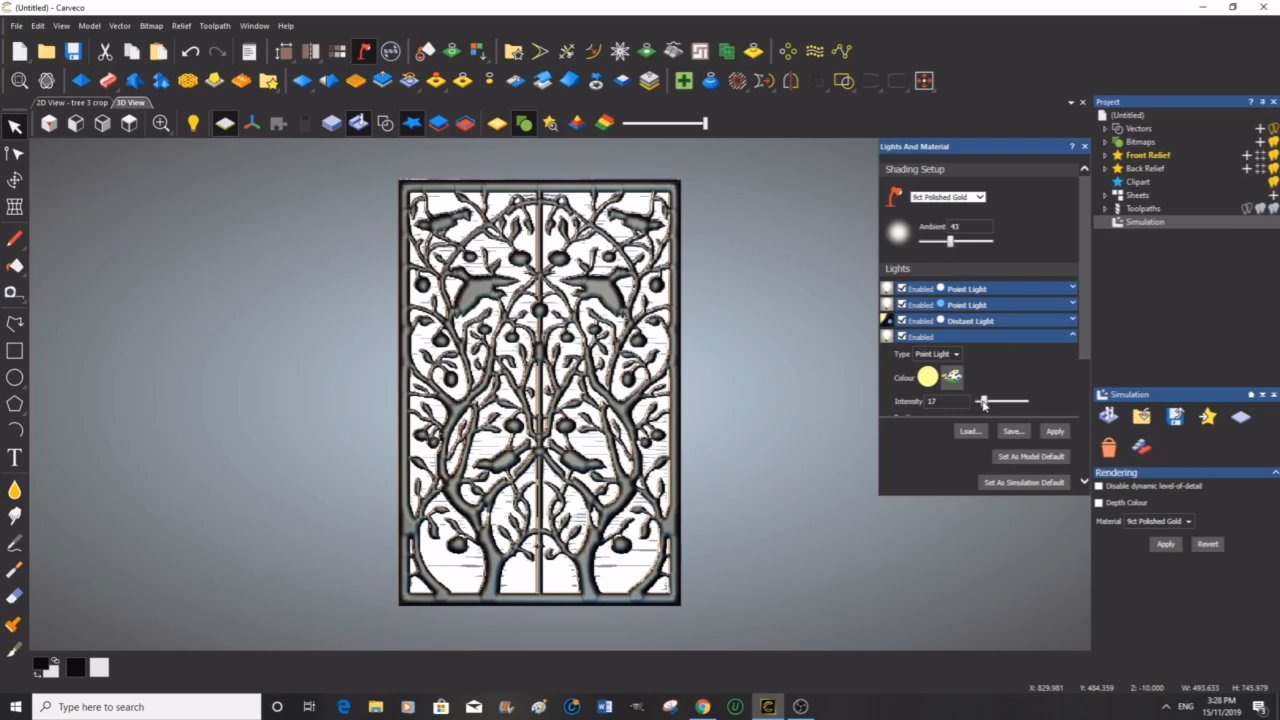 (Untitled) - Carveco
File Edit View Model Vector Bitmap Relief Toolpath Window Help
2D View - tree 3 crop 3D View
Lights And Material
Shading Setup
9ct Polished Gold
Ambient 43
Lights
Enabled Point Light
Enabled Point Light
Enabled Distant Light
Enabled
Type Point Light
Colour
Intensity 17
Load... Save... Apply
Set As Model Default
Set As Simulation Default
Project
(Untitled)
Vectors
Bitmaps
Front Relief
Back Relief
Clipart
Sheets
Toolpaths
Simulation
Simulation
Rendering
Disable dynamic level-of-detail
Depth Colour
Material 9ct Polished Gold
Apply Revert
X: 829.981 Y: 484.359 Z: -10.000 W: 493.633 H: 745.979
Type here to search
ENG
3:28 PM
15/11/2019